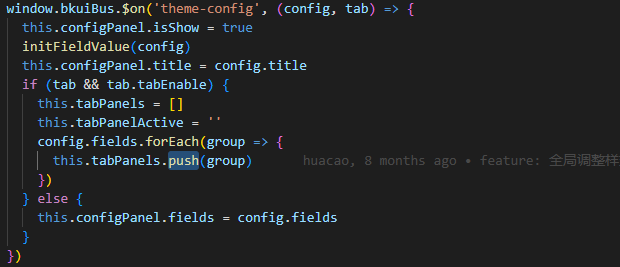 window.bkuiBus.$on('theme-config', (config, tab) => {
  this.configPanel.isShow = true
  initFieldValue(config)
  this.configPanel.title = config.title
  if (tab && tab.tabEnable) {
    this.tabPanels = []
    this.tabPanelActive = ''
    config.fields.forEach(group => {
      this.tabPanels.push(group)      huacao, 8 months ago • feature: 全局调整样
    })
  } else {
    this.configPanel.fields = config.fields
  }
})